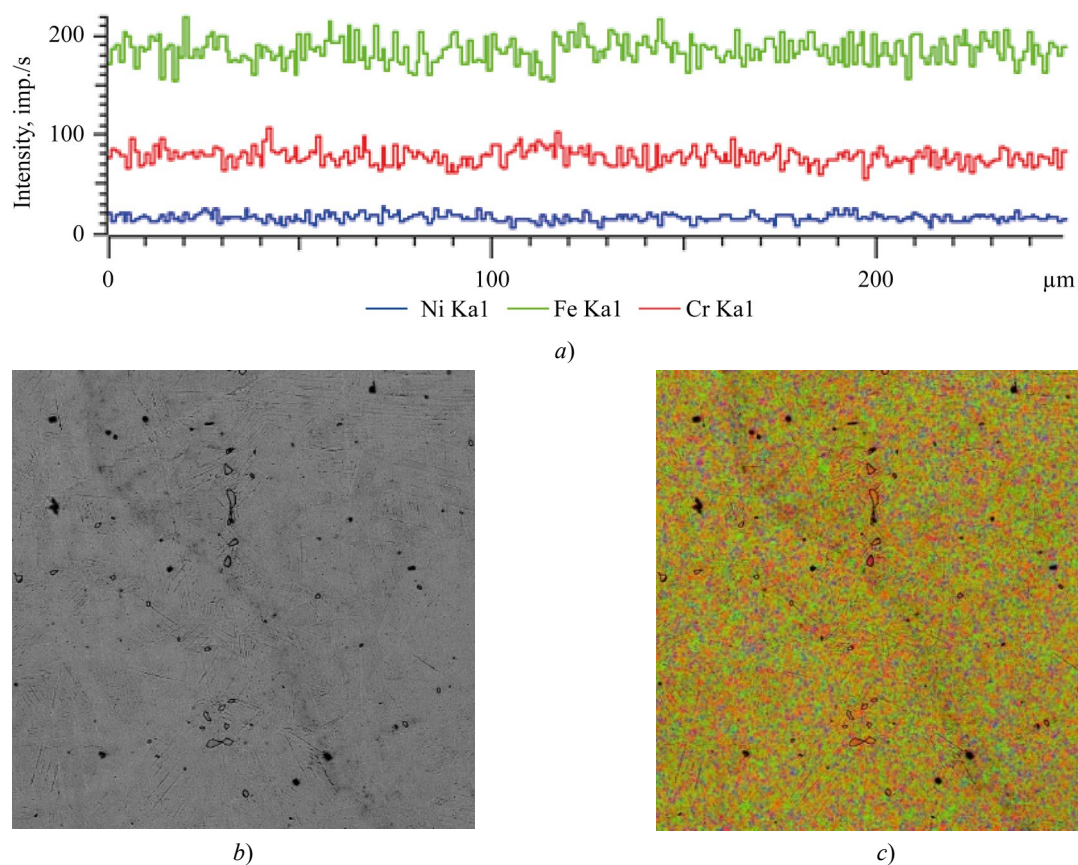 200
100
0
Intensity, imp./s
0 100 200 µm
Ni Ka1 Fe Ka1 Cr Ka1
a)
b) c)